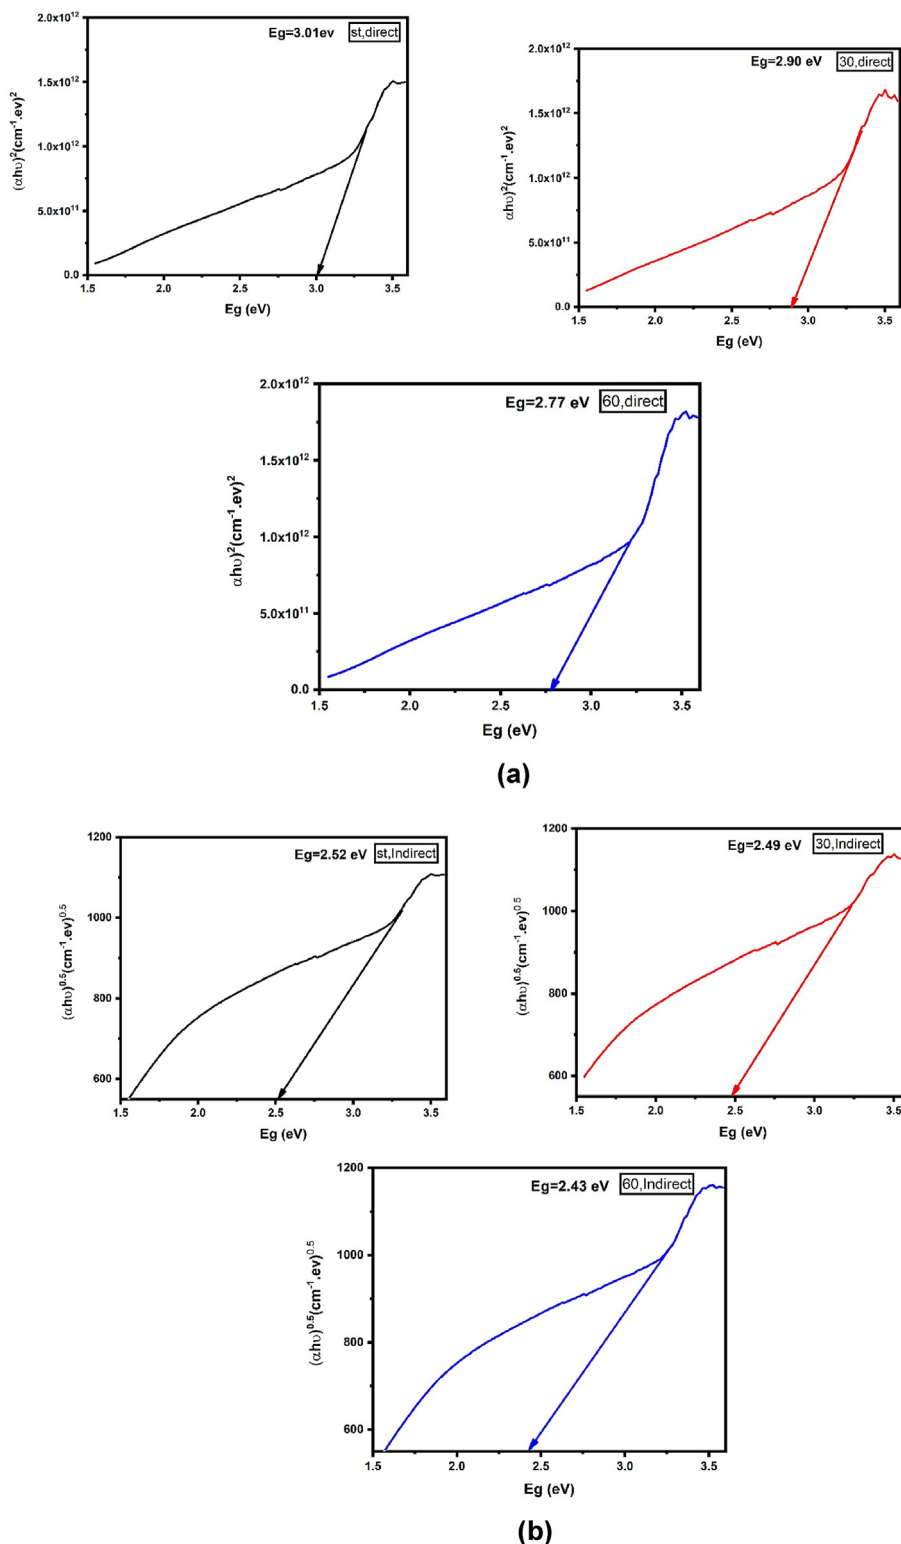 Eg=3.01ev st,direct
2.0x10¹²
1.5x10¹²
1.0x10¹²
5.0x10¹¹
0.0
(αhυ)²(cm⁻¹.ev)²
1.5 2.0 2.5 3.0 3.5
Eg (eV)
Eg=2.90 eV 30,direct
2.0x10¹²
1.5x10¹²
1.0x10¹²
5.0x10¹¹
0.0
αhυ)²(cm⁻¹.ev)²
1.5 2.0 2.5 3.0 3.5
Eg (eV)
Eg=2.77 eV 60,direct
2.0x10¹²
1.5x10¹²
1.0x10¹²
5.0x10¹¹
0.0
αhυ)²(cm⁻¹.ev)²
1.5 2.0 2.5 3.0 3.5
Eg (eV)
(a)
Eg=2.52 eV st,Indirect
1200
1000
800
600
(αhυ)⁰·⁵(cm⁻¹.ev)⁰·⁵
1.5 2.0 2.5 3.0 3.5
Eg (eV)
Eg=2.49 eV 30,Indirect
1200
1000
800
600
(αhυ)⁰·⁵(cm⁻¹.ev)⁰·⁵
1.5 2.0 2.5 3.0 3.5
Eg (eV)
Eg=2.43 eV 60,Indirect
1200
1000
800
600
(αhυ)⁰·⁵(cm⁻¹.ev)⁰·⁵
1.5 2.0 2.5 3.0 3.5
Eg (eV)
(b)